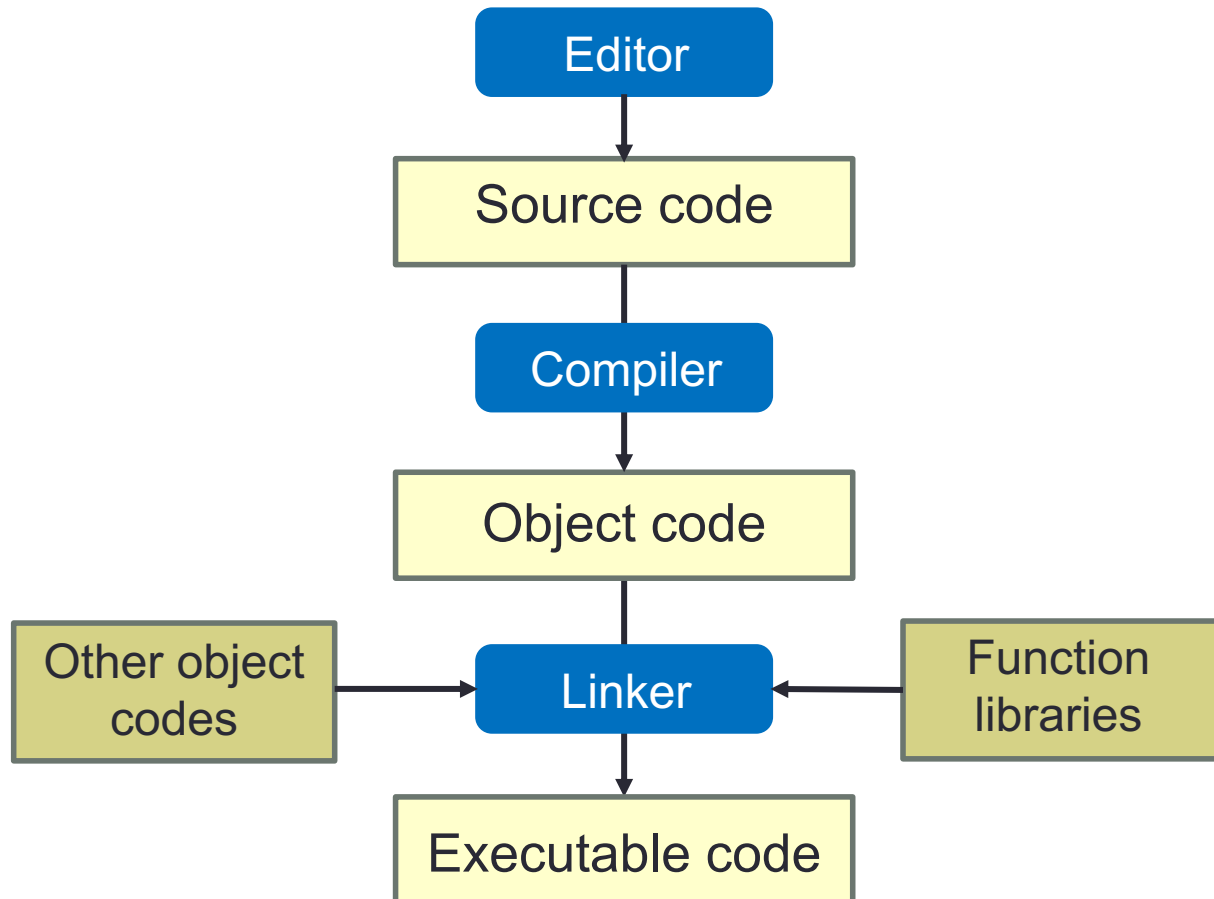 Editor
Source code
Compiler
Object code
Other object
codes
Linker
Function
libraries
Executable code